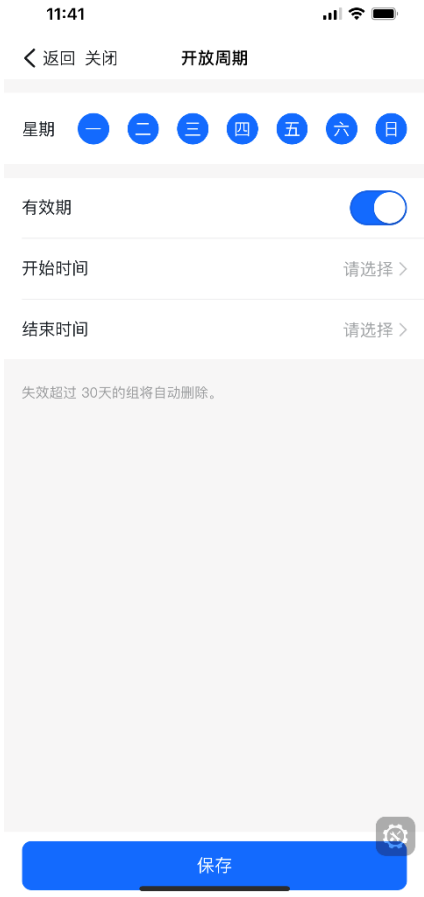 11:41
返回 关闭 开放周期
星期 一 二 三 四 五 六 日
有效期
开始时间 请选择
结束时间 请选择
失效超过 30天的组将自动删除。
保存